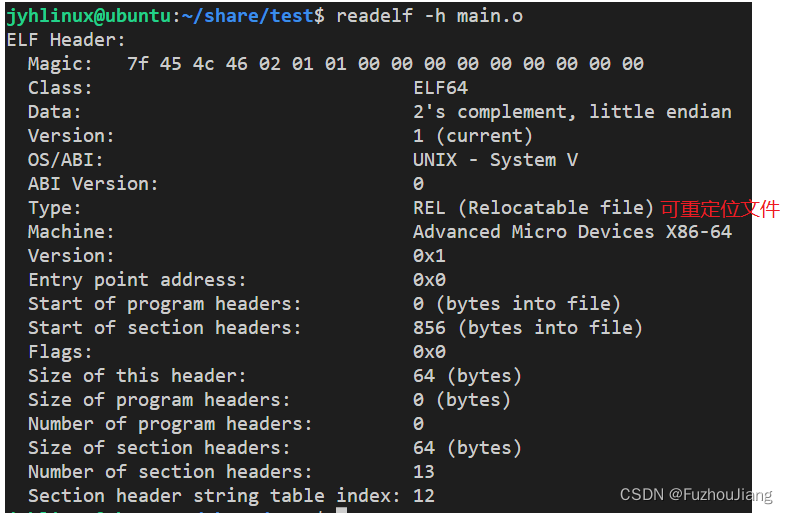 jyhlinux@ubuntu:~/share/test$ readelf -h main.o
ELF Header:
  Magic:   7f 45 4c 46 02 01 01 00 00 00 00 00 00 00 00 00
  Class:                             ELF64
  Data:                              2's complement, little endian
  Version:                           1 (current)
  OS/ABI:                            UNIX - System V
  ABI Version:                       0
  Type:                              REL (Relocatable file) 可重定位文件
  Machine:                           Advanced Micro Devices X86-64
  Version:                           0x1
  Entry point address:               0x0
  Start of program headers:          0 (bytes into file)
  Start of section headers:          856 (bytes into file)
  Flags:                             0x0
  Size of this header:               64 (bytes)
  Size of program headers:           0 (bytes)
  Number of program headers:         0
  Size of section headers:           64 (bytes)
  Number of section headers:         13
  Section header string table index: 12
CSDN @FuzhouJiang